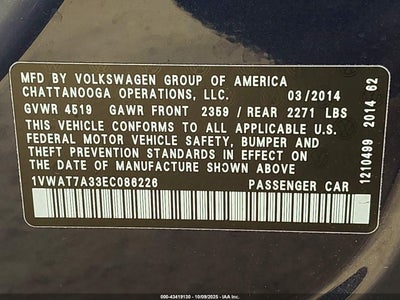 MFD BY VOLKSWAGEN GROUP OF AMERICA
CHATTANOOGA OPERATIONS, LLC. 03/2014
GVWR 4519 GAWR FRONT 2359 / REAR 2271 LBS
THIS VEHICLE CONFORMS TO ALL APPLICABLE U.S.
FEDERAL MOTOR VEHICLE SAFETY, BUMPER AND
THEFT PREVENTION STANDARDS IN EFFECT ON
THE DATE OF MANUFACTURE SHOWN ABOVE
1VWAT7A33EC086226 PASSENGER CAR
1210499 2014 62
000-43419130 - 10/09/2025 - IAAI